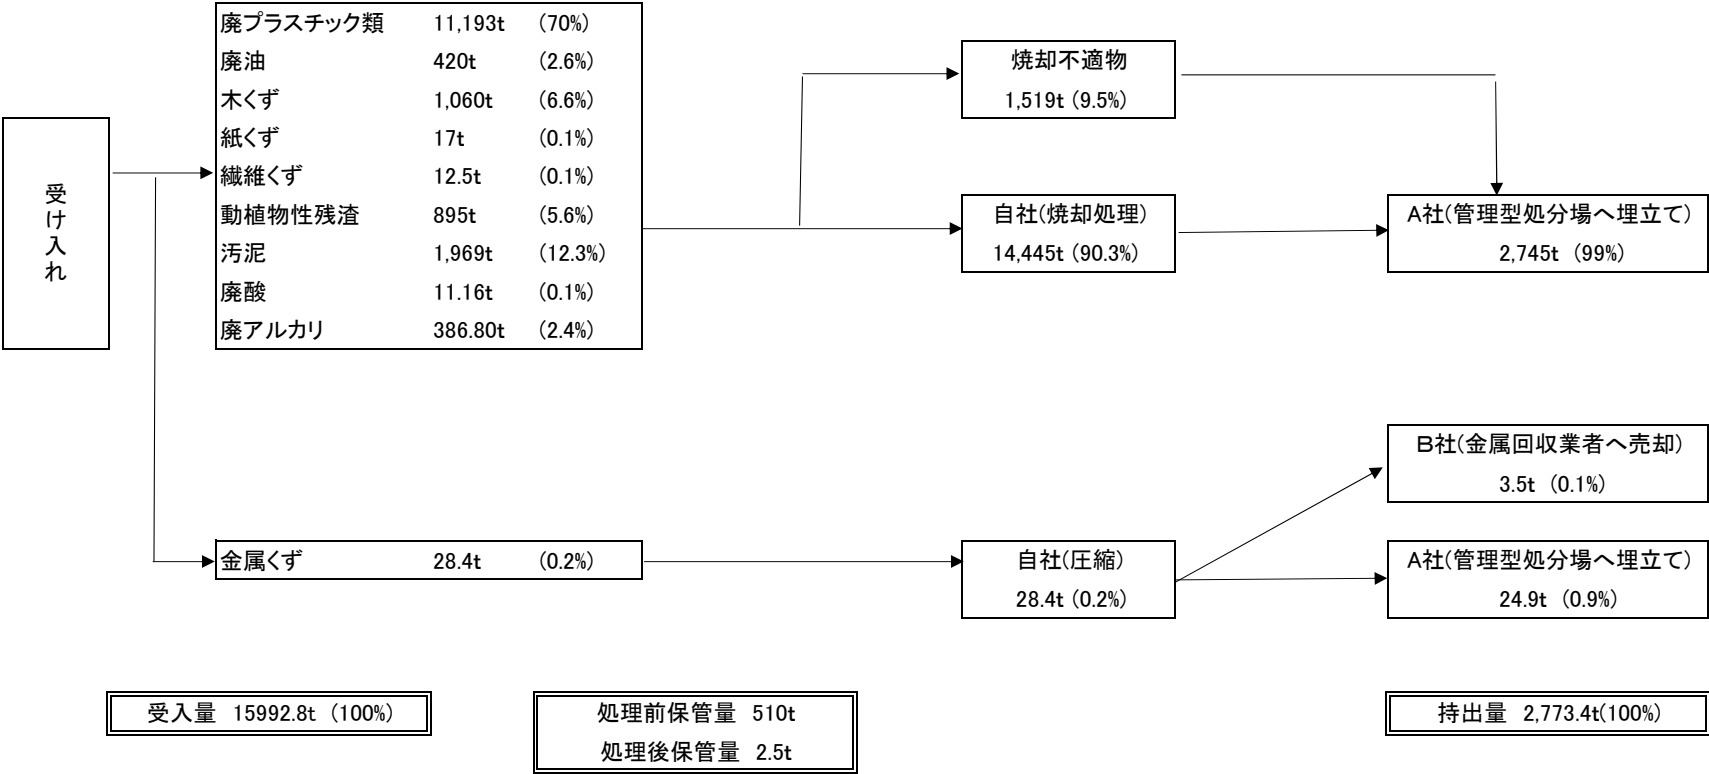 受け入れ
廃プラスチック類 11,193t (70%)
廃油 420t (2.6%)
木くず 1,060t (6.6%)
紙くず 17t (0.1%)
繊維くず 12.5t (0.1%)
動植物性残渣 895t (5.6%)
汚泥 1,969t (12.3%)
廃酸 11.16t (0.1%)
廃アルカリ 386.80t (2.4%)
焼却不適物
1,519t (9.5%)
自社(焼却処理)
14,445t (90.3%)
A社(管理型処分場へ埋立て)
2,745t (99%)
金属くず 28.4t (0.2%)
自社(圧縮)
28.4t (0.2%)
B社(金属回収業者へ売却)
3.5t (0.1%)
A社(管理型処分場へ埋立て)
24.9t (0.9%)
受入量 15992.8t (100%)
処理前保管量 510t
処理後保管量 2.5t
持出量 2,773.4t(100%)